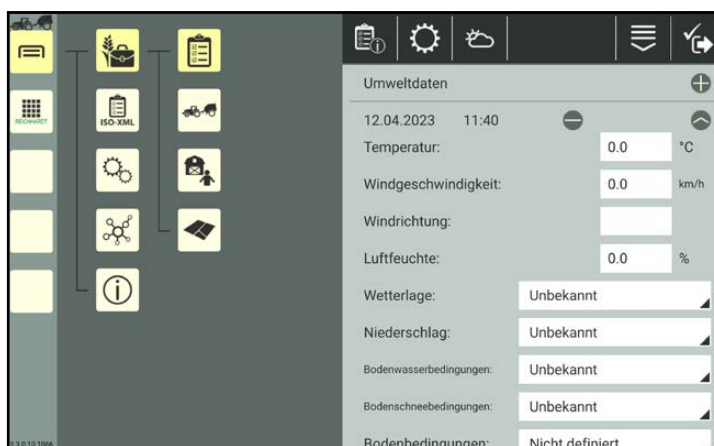 REICHHARDT
ISO-XML
Umweltdaten
12.04.2023 11:40
Temperatur: 0.0 °C
Windgeschwindigkeit: 0.0 km/h
Windrichtung:
Luftfeuchte: 0.0 %
Wetterlage: Unbekannt
Niederschlag: Unbekannt
Bodenwasserbedingungen: Unbekannt
Bodenschneebedingungen: Unbekannt
Bodenbedingungen: Nicht definiert